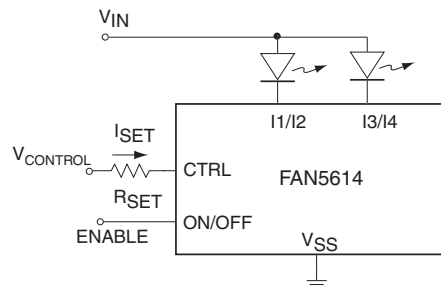 VIN
I1/I2 I3/I4
ISET
VCONTROL
CTRL
FAN5614
RSET
ON/OFF
ENABLE
VSS